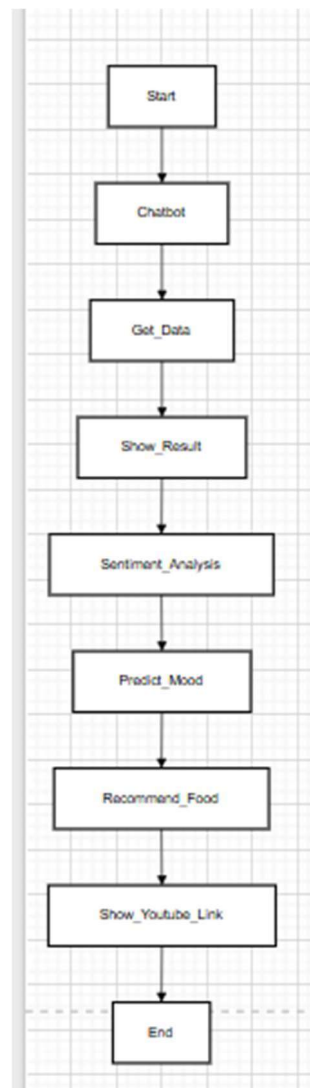 Start
Chatbot
Get_Data
Show_Result
Sentiment_Analysis
Predict_Mood
Recommend_Food
Show_Youtube_Link
End